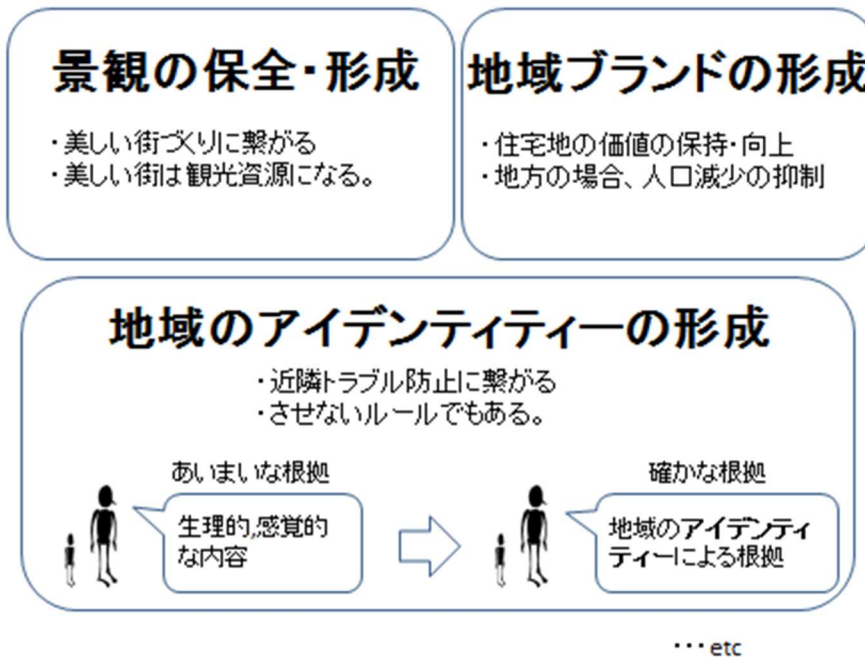 景観の保全・形成
・美しい街づくりに繋がる
・美しい街は観光資源になる。
地域ブランドの形成
・住宅地の価値の保持・向上
・地方の場合、人口減少の抑制
地域のアイデンティティーの形成
・近隣トラブル防止に繋がる
・させないルールでもある。
あいまいな根拠
生理的,感覚的
な内容
確かな根拠
地域のアイデンティ
ティーによる根拠
・・・etc